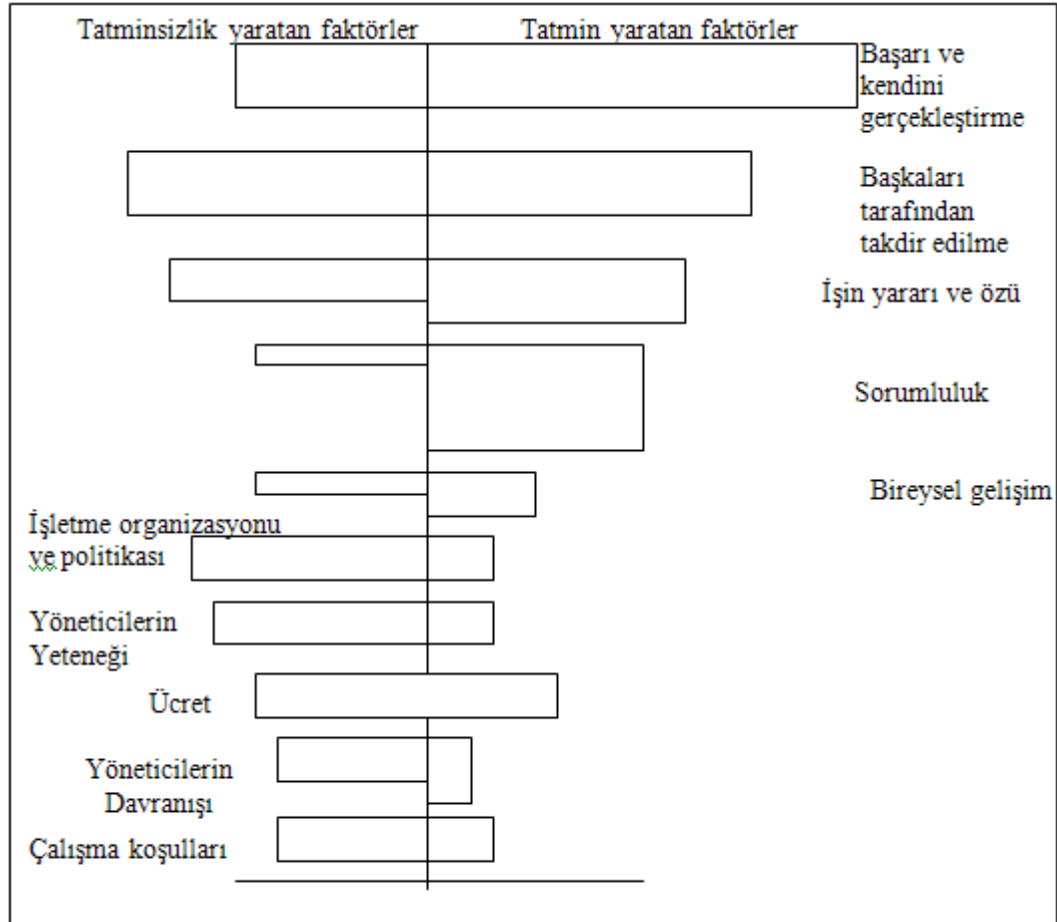 Tatminsizlik yaratan faktörler
Tatmin yaratan faktörler
Başarı ve
kendini
gerçekleştirme
Başkaları
tarafından
takdir edilme
İşin yararı ve özü
Sorumluluk
Bireysel gelişim
İşletme organizasyonu
ve politikası
Yöneticilerin
Yeteneği
Ücret
Yöneticilerin
Davranışı
Çalışma koşulları